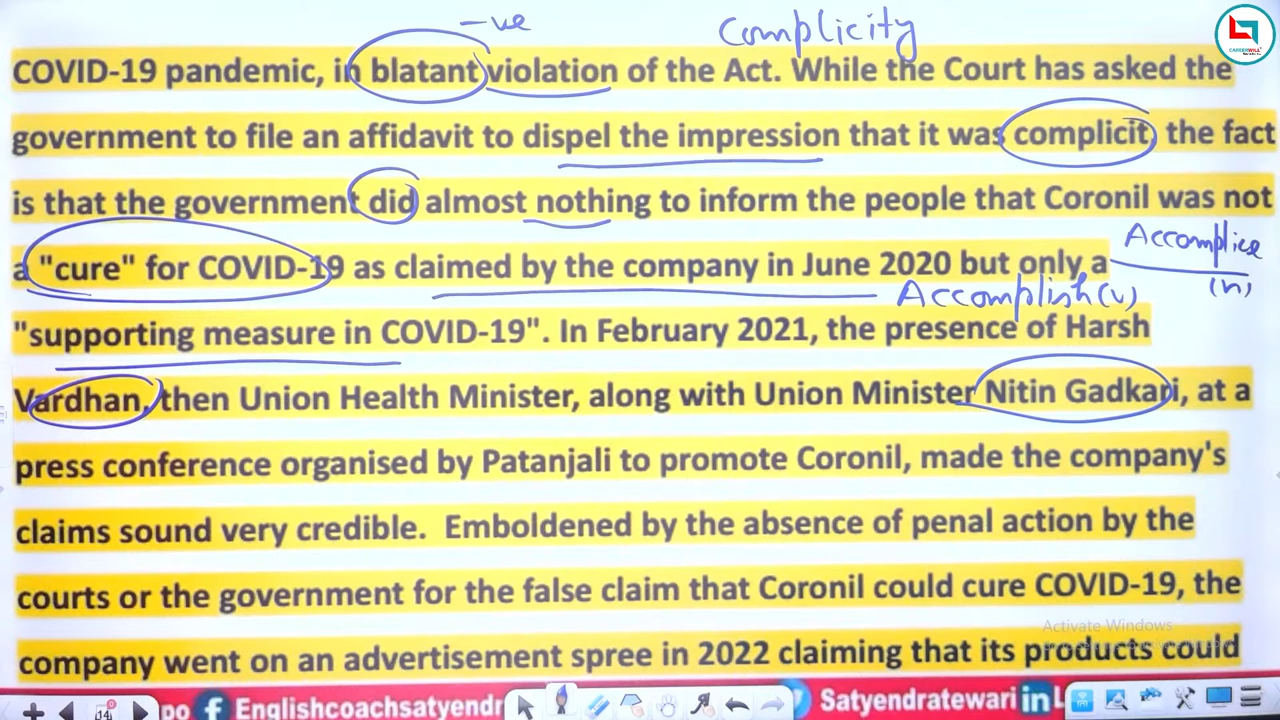 -ve
Complicity
CAREERWILL
COVID-19 pandemic, in blatant violation of the Act. While the Court has asked the
government to file an affidavit to dispel the impression that it was complicit, the fact
is that the government did almost nothing to inform the people that Coronil was not
Accomplice
a "cure" for COVID-19 as claimed by the company in June 2020 but only a
(n)
Accomplish(v)
"supporting measure in COVID-19". In February 2021, the presence of Harsh
Vardhan, then Union Health Minister, along with Union Minister Nitin Gadkari, at a
press conference organised by Patanjali to promote Coronil, made the company's
claims sound very credible. Emboldened by the absence of penal action by the
courts or the government for the false claim that Coronil could cure COVID-19, the
Activate Windows
company went on an advertisement spree in 2022 claiming that its products could
14
po f Englishcoachsatyendr Satyendratewari in L